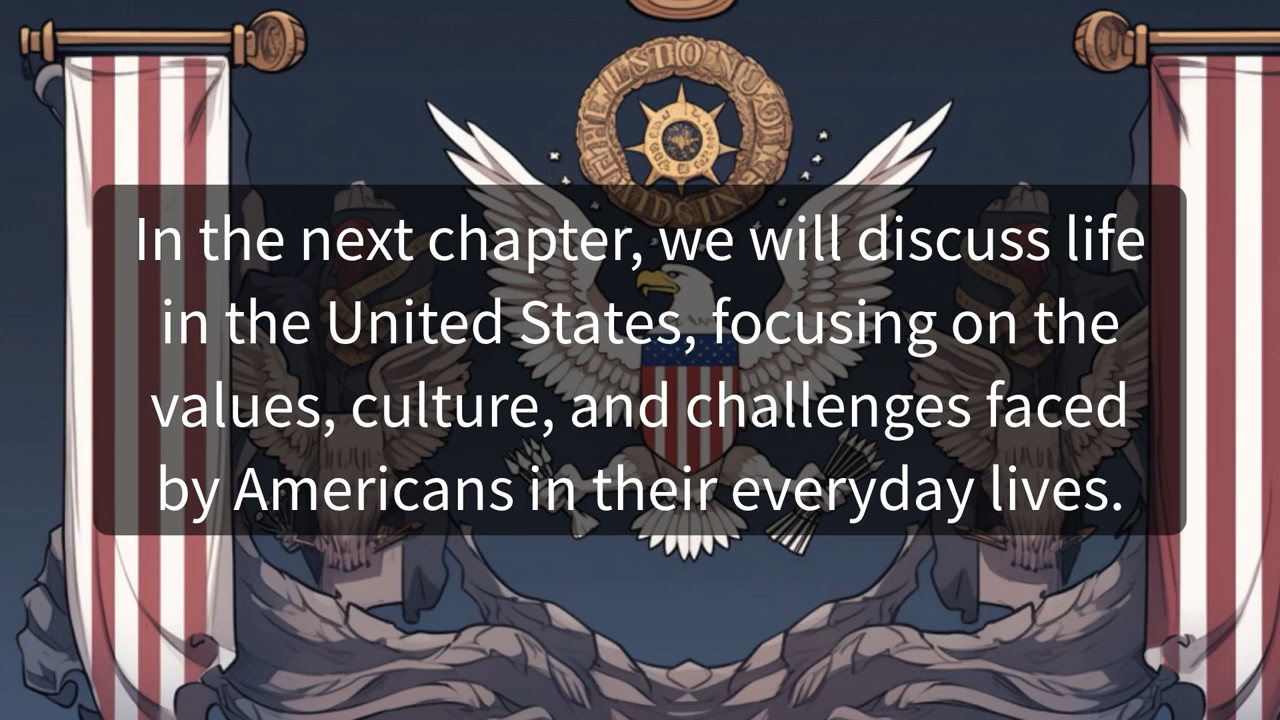 In the next chapter, we will discuss life
in the United States, focusing on the
values, culture, and challenges faced
by Americans in their everyday lives.